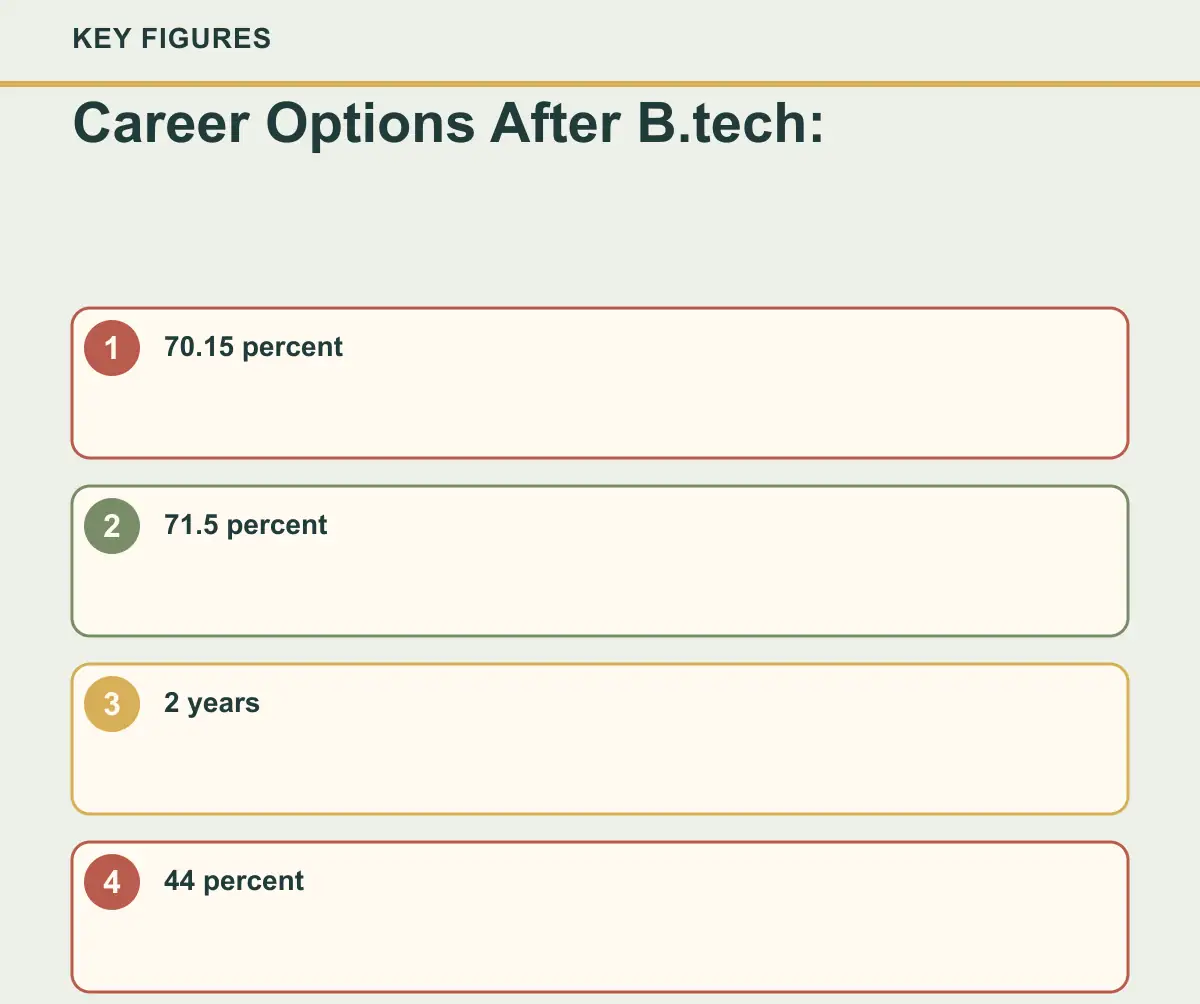 KEY FIGURES
Career Options After B.tech:
1 70.15 percent
2 71.5 percent
3 2 years
4 44 percent